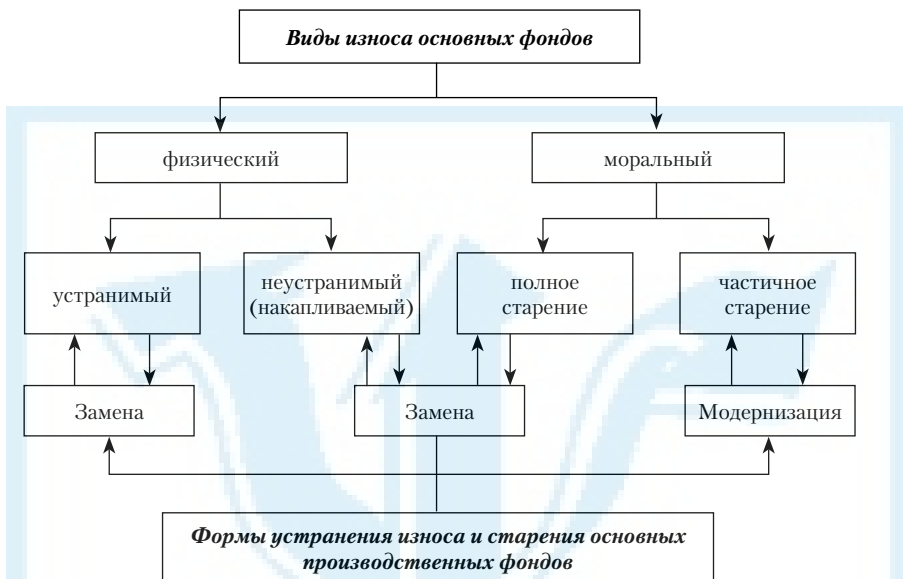 Виды износа основных фондов
физический
моральный
устранимый
неустранимый
(накапливаемый)
полное
старение
частичное
старение
Замена
Замена
Модернизация
Формы устранения износа и старения основных
производственных фондов